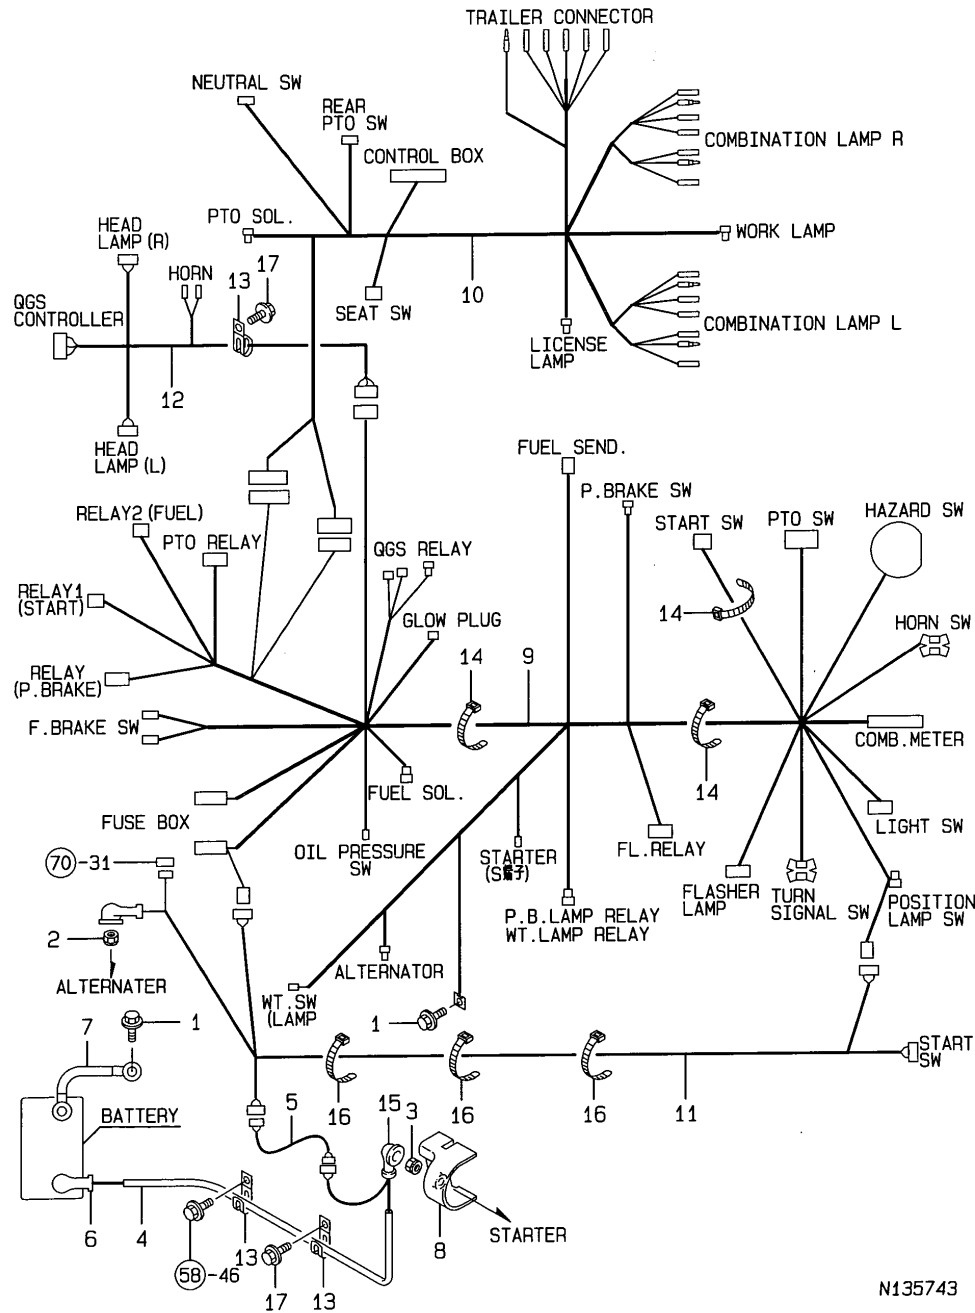 TRAILER CONNECTOR
NEUTRAL SW
REAR
PTO SW
CONTROL BOX
COMBINATION LAMP R
PTO SOL.
WORK LAMP
HEAD
LAMP (R)
HORN
13
17
10
SEAT SW
QGS
CONTROLLER
COMBINATION LAMP L
LICENSE
LAMP
12
HEAD
LAMP (L)
FUEL SEND.
P.BRAKE SW
START SW
PTO SW
HAZARD SW
RELAY2 (FUEL)
PTO RELAY
QGS RELAY
RELAY1
(START)
GLOW PLUG
14
HORN SW
RELAY
(P.BRAKE)
14
9
F.BRAKE SW
COMB.METER
FUEL SOL.
14
FUSE BOX
LIGHT SW
OIL PRESSURE
SW
STARTER
(S端子)
FL.RELAY
70-31
FLASHER
LAMP
TURN
SIGNAL SW
POSITION
LAMP SW
P.B.LAMP RELAY
WT.LAMP RELAY
2
ALTERNATER
ALTERNATOR
WT.SW
(LAMP
1
1
7
START
SW
BATTERY
16
16
16
11
5
15
3
6
4
13
8
STARTER
58-46
17
13
N135743